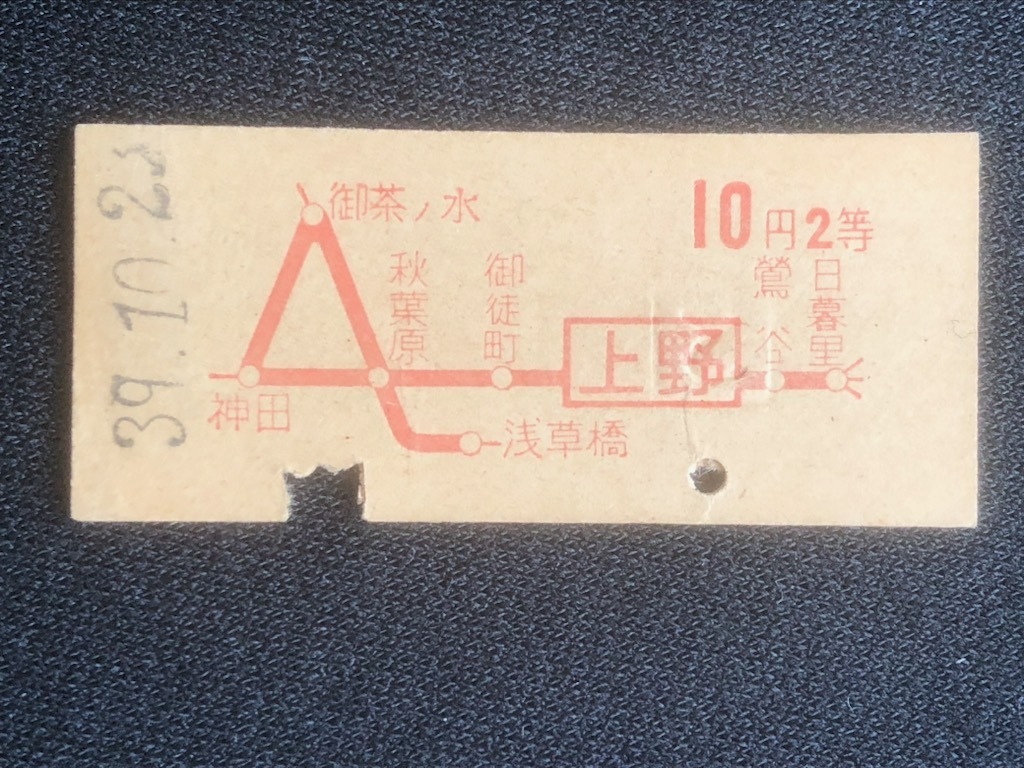 39.10.23
御茶ノ水
10円2等
秋葉原
御徒町
上野
鶯谷
日暮里
神田
浅草橋